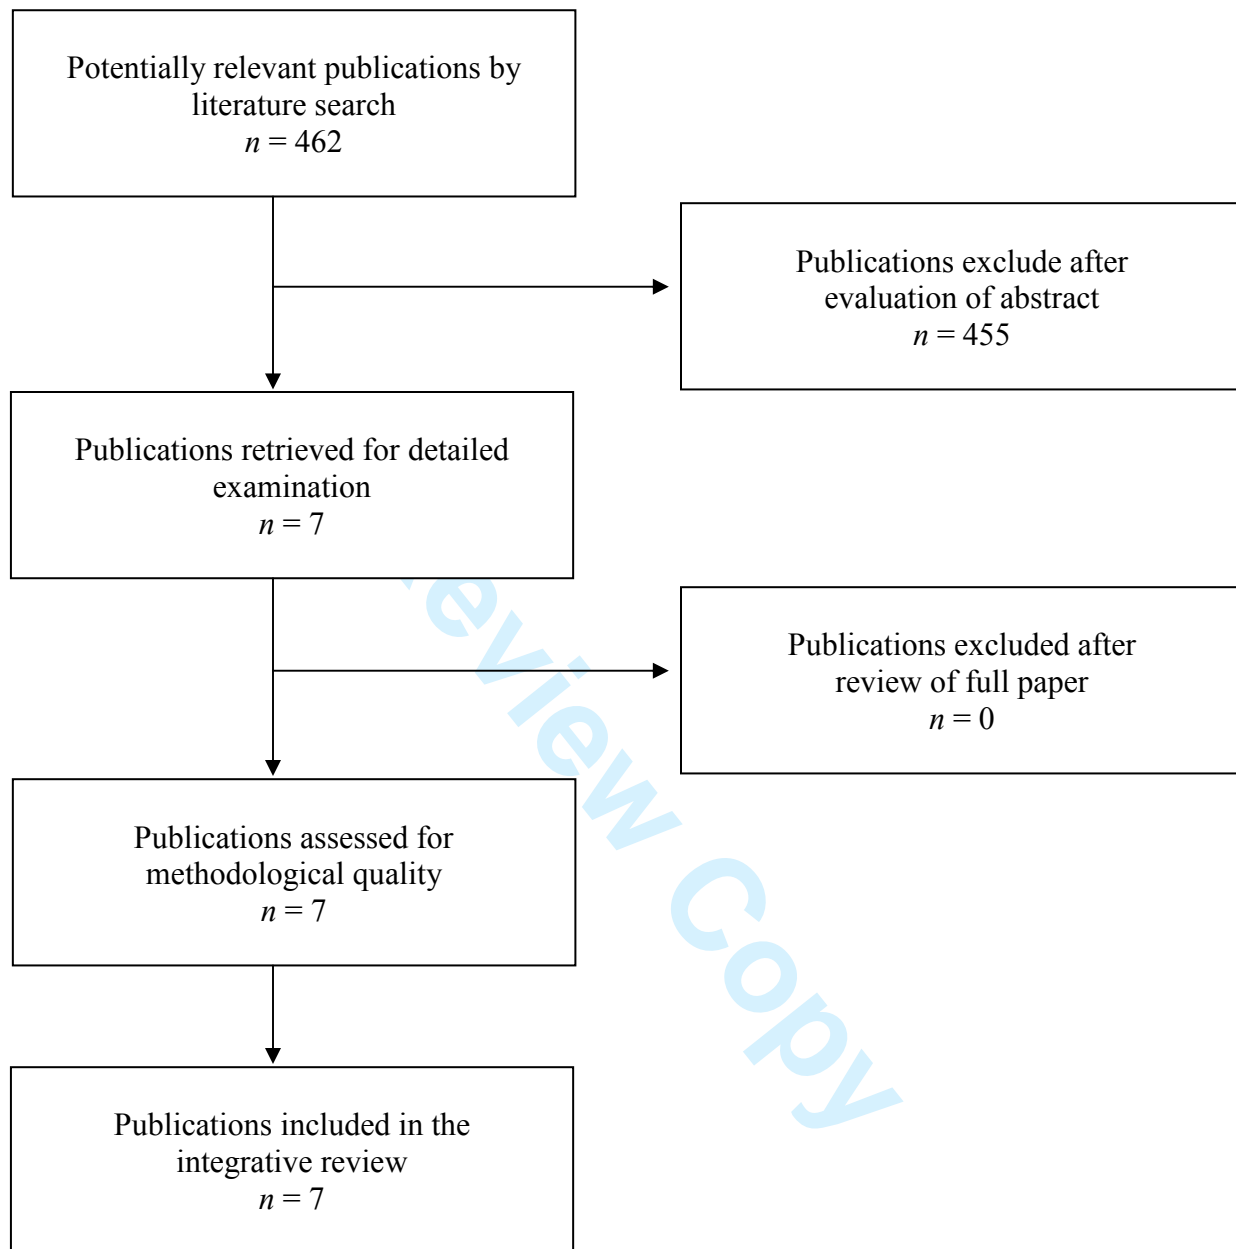 Potentially relevant publications by
literature search
n = 462
Publications exclude after
evaluation of abstract
n = 455
Publications retrieved for detailed
examination
n = 7
Publications excluded after
review of full paper
n = 0
Publications assessed for
methodological quality
n = 7
Publications included in the
integrative review
n = 7
Review Copy